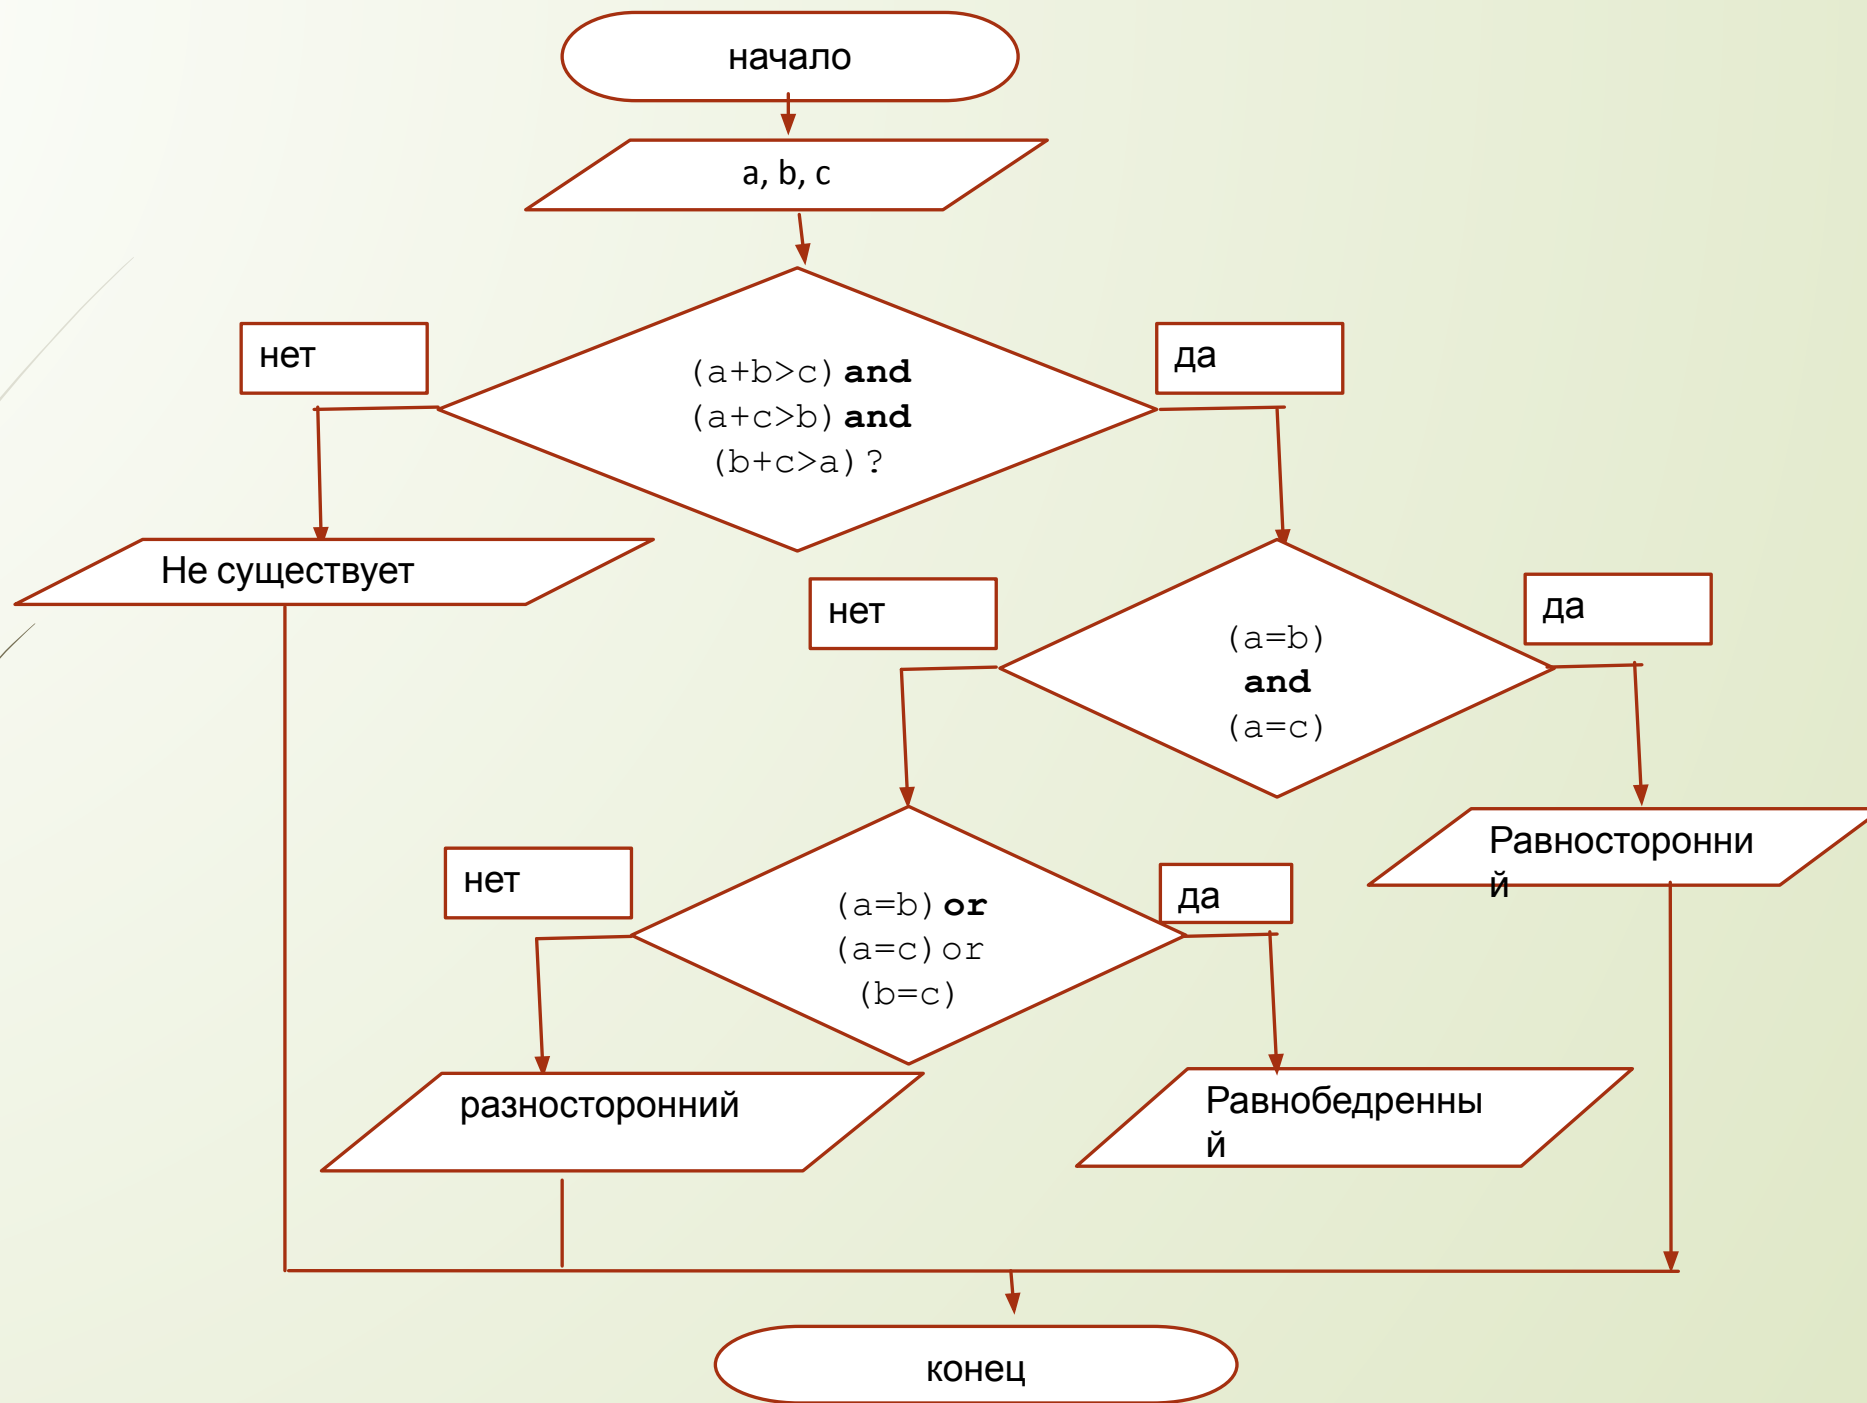 начало
a, b, c
нет
да
(a+b>c) and
(a+c>b) and
(b+c>a)?
Не существует
нет
да
(a=b)
and
(a=c)
Равносторонни
й
нет
да
(a=b) or
(a=c) or
(b=c)
разносторонний
Равнобедренны
й
конец